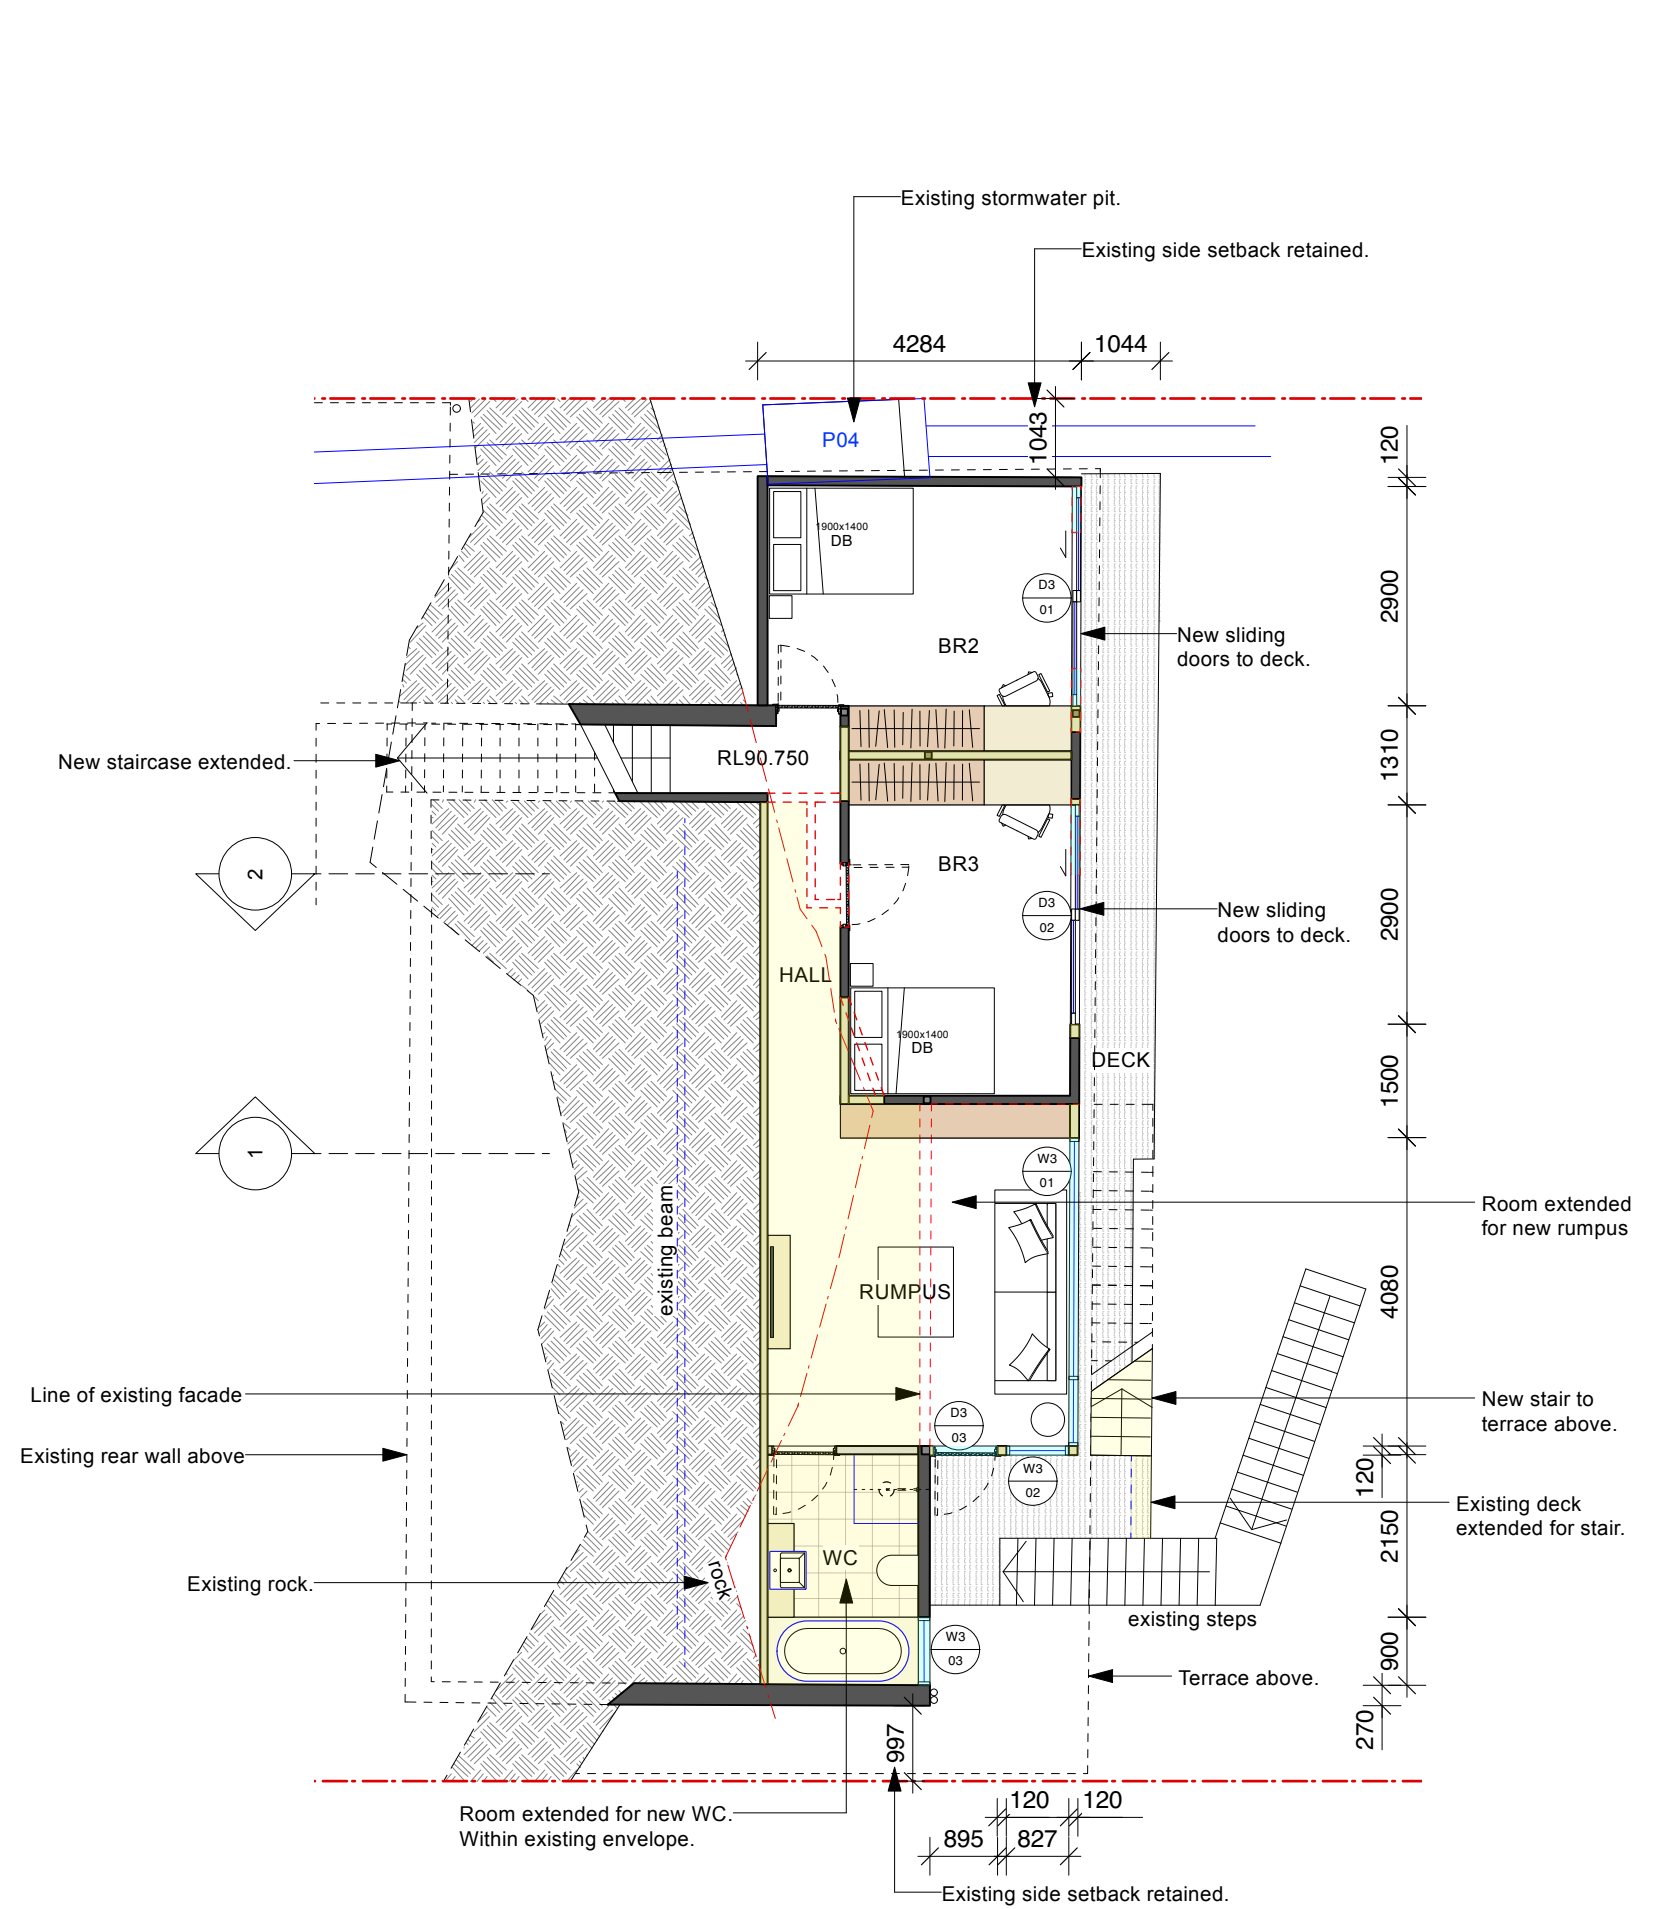 Existing stormwater pit.
Existing side setback retained.
4284
1044
1043
120
P04
1900x1400
DB
D3
01
2900
BR2
New sliding
doors to deck.
New staircase extended.
RL90.750
1310
2
BR3
D3
02
New sliding
doors to deck.
2900
HALL
1900x1400
DB
DECK
1500
1
W3
01
existing beam
Room extended
for new rumpus
RUMPUS
4080
Line of existing facade
D3
03
New stair to
terrace above.
Existing rear wall above
120
W3
02
Existing deck
extended for stair.
2150
WC
Existing rock.
rock
existing steps
W3
03
900
Terrace above.
270
997
Room extended for new WC.
Within existing envelope.
120
120
895
827
Existing side setback retained.